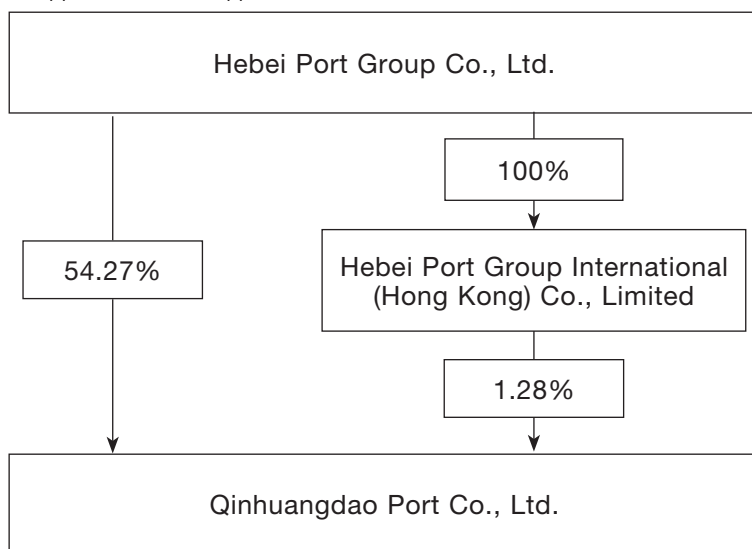 Hebei Port Group Co., Ltd.
100%
54.27%
Hebei Port Group International
(Hong Kong) Co., Limited
1.28%
Qinhuangdao Port Co., Ltd.